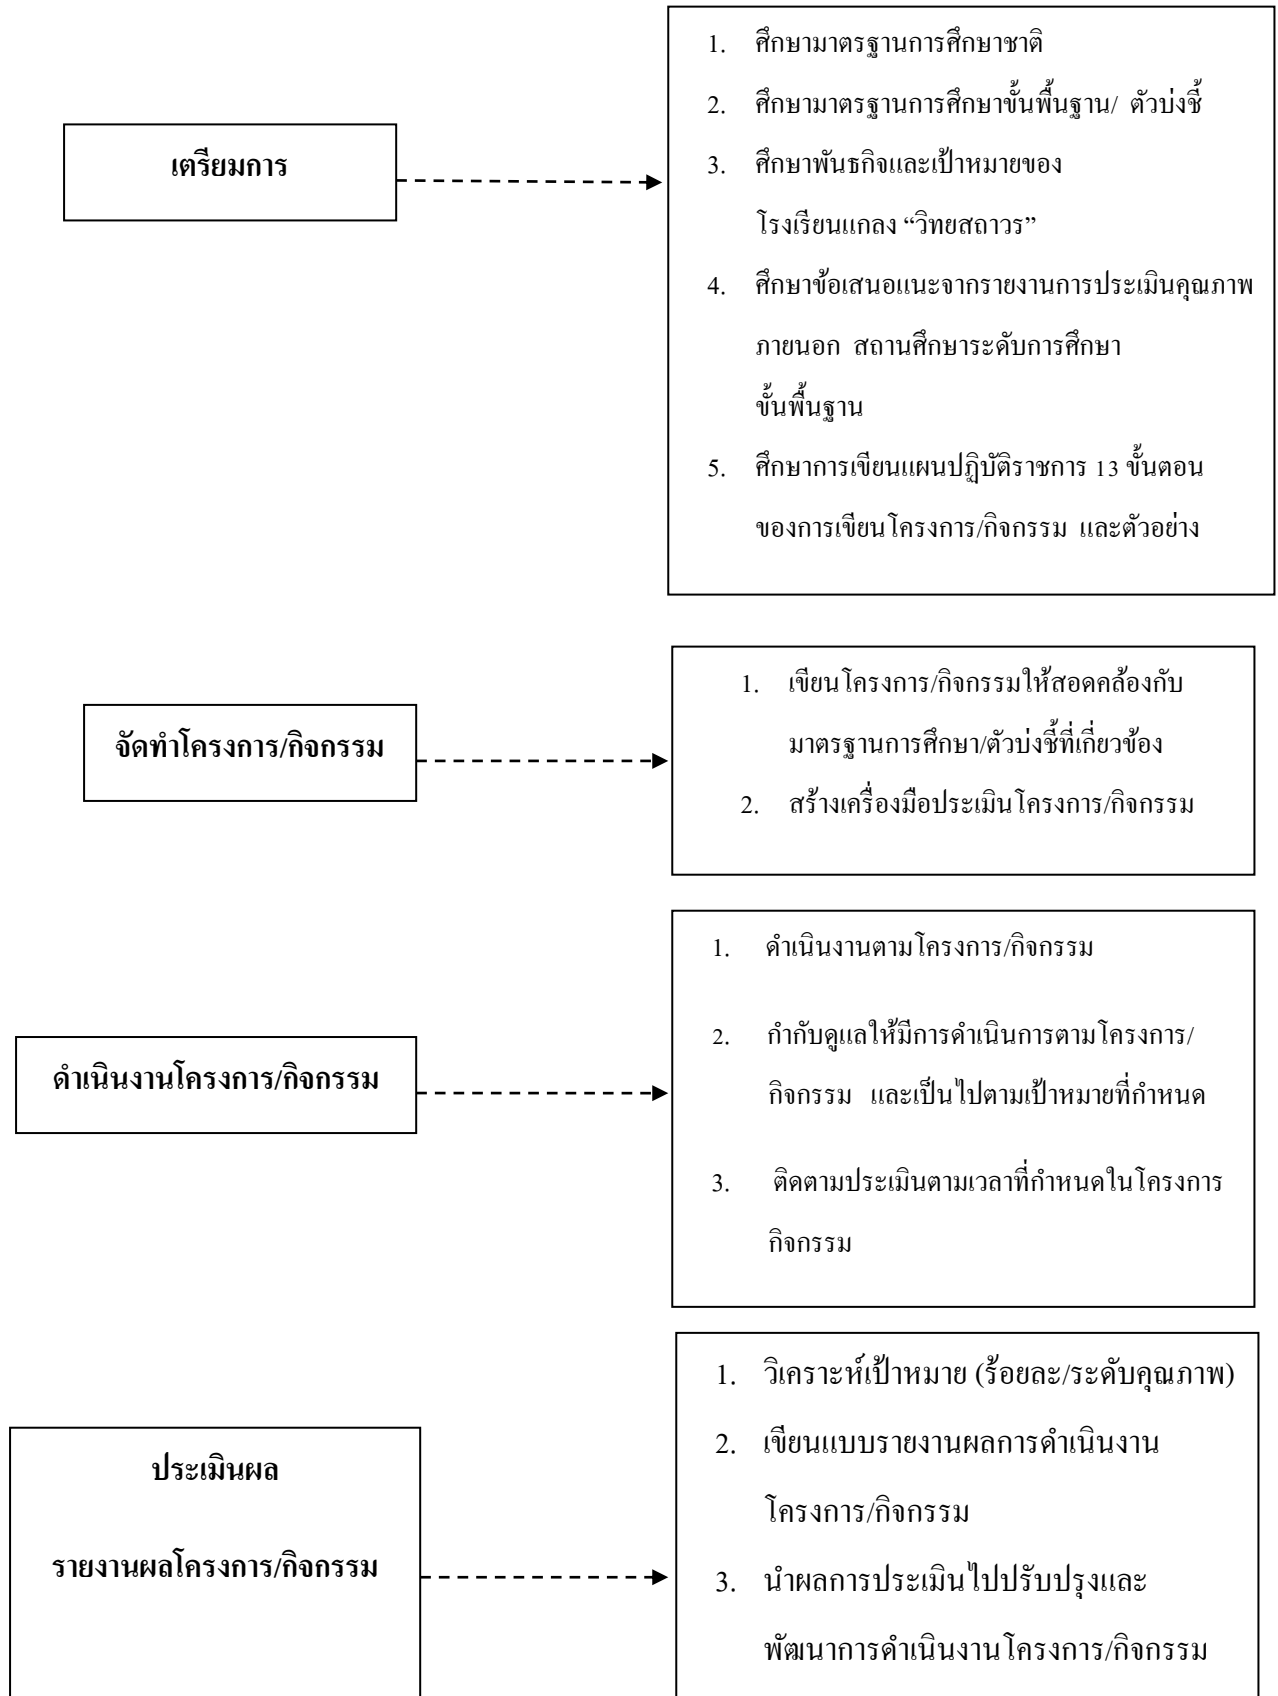 เตรียมการ
1. ศึกษามาตรฐานการศึกษาชาติ
2. ศึกษามาตรฐานการศึกษาขั้นพื้นฐาน/ ตัวบ่งชี้
3. ศึกษาพันธกิจและเป้าหมายของ
โรงเรียนแกลง “วิทยสถาวร”
4. ศึกษาข้อเสนอแนะจากรายงานการประเมินคุณภาพ
ภายนอก สถานศึกษาระดับการศึกษา
ขั้นพื้นฐาน
5. ศึกษาการเขียนแผนปฏิบัติราชการ 13 ขั้นตอน
ของการเขียนโครงการ/กิจกรรม และตัวอย่าง
จัดทำโครงการ/กิจกรรม
1. เขียนโครงการ/กิจกรรมให้สอดคล้องกับ
มาตรฐานการศึกษา/ตัวบ่งชี้ที่เกี่ยวข้อง
2. สร้างเครื่องมือประเมินโครงการ/กิจกรรม
ดำเนินงานโครงการ/กิจกรรม
1. ดำเนินงานตามโครงการ/กิจกรรม
2. กำกับดูแลให้มีการดำเนินการตามโครงการ/
กิจกรรม และเป็นไปตามเป้าหมายที่กำหนด
3. ติดตามประเมินตามเวลาที่กำหนดในโครงการ
กิจกรรม
ประเมินผล
รายงานผลโครงการ/กิจกรรม
1. วิเคราะห์เป้าหมาย (ร้อยละ/ระดับคุณภาพ)
2. เขียนแบบรายงานผลการดำเนินงาน
โครงการ/กิจกรรม
3. นำผลการประเมินไปปรับปรุงและ
พัฒนาการดำเนินงานโครงการ/กิจกรรม